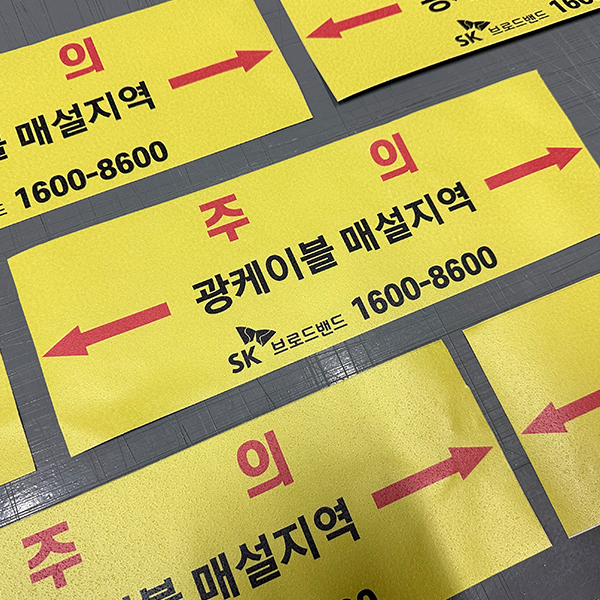 의
매설지역
1600-8600
SK 브로드밴드
주 의
광케이블 매설지역
SK 브로드밴드 1600-8600
주 의
매설지역